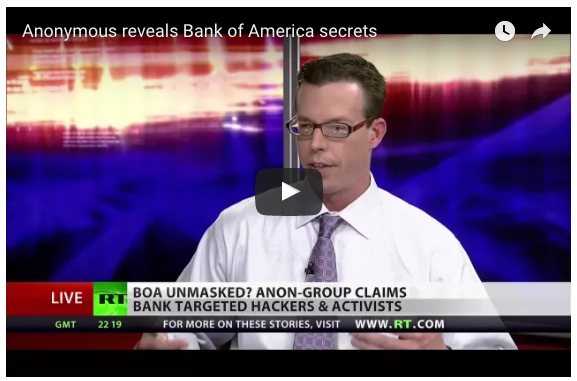 Anonymous reveals Bank of America secrets
LIVE RT
BOA UNMASKED? ANON-GROUP CLAIMS
BANK TARGETED HACKERS & ACTIVISTS
GMT 22 19 FOR MORE ON THESE STORIES, VISIT WWW.RT.COM